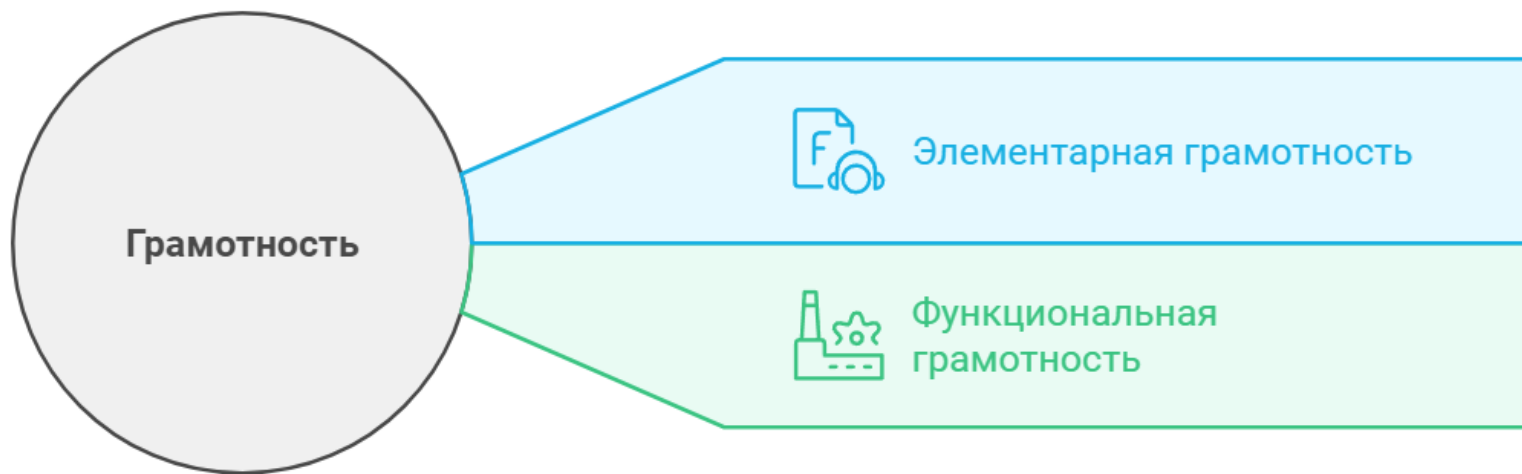 Грамотность
F
Элементарная грамотность
Функциональная
грамотность